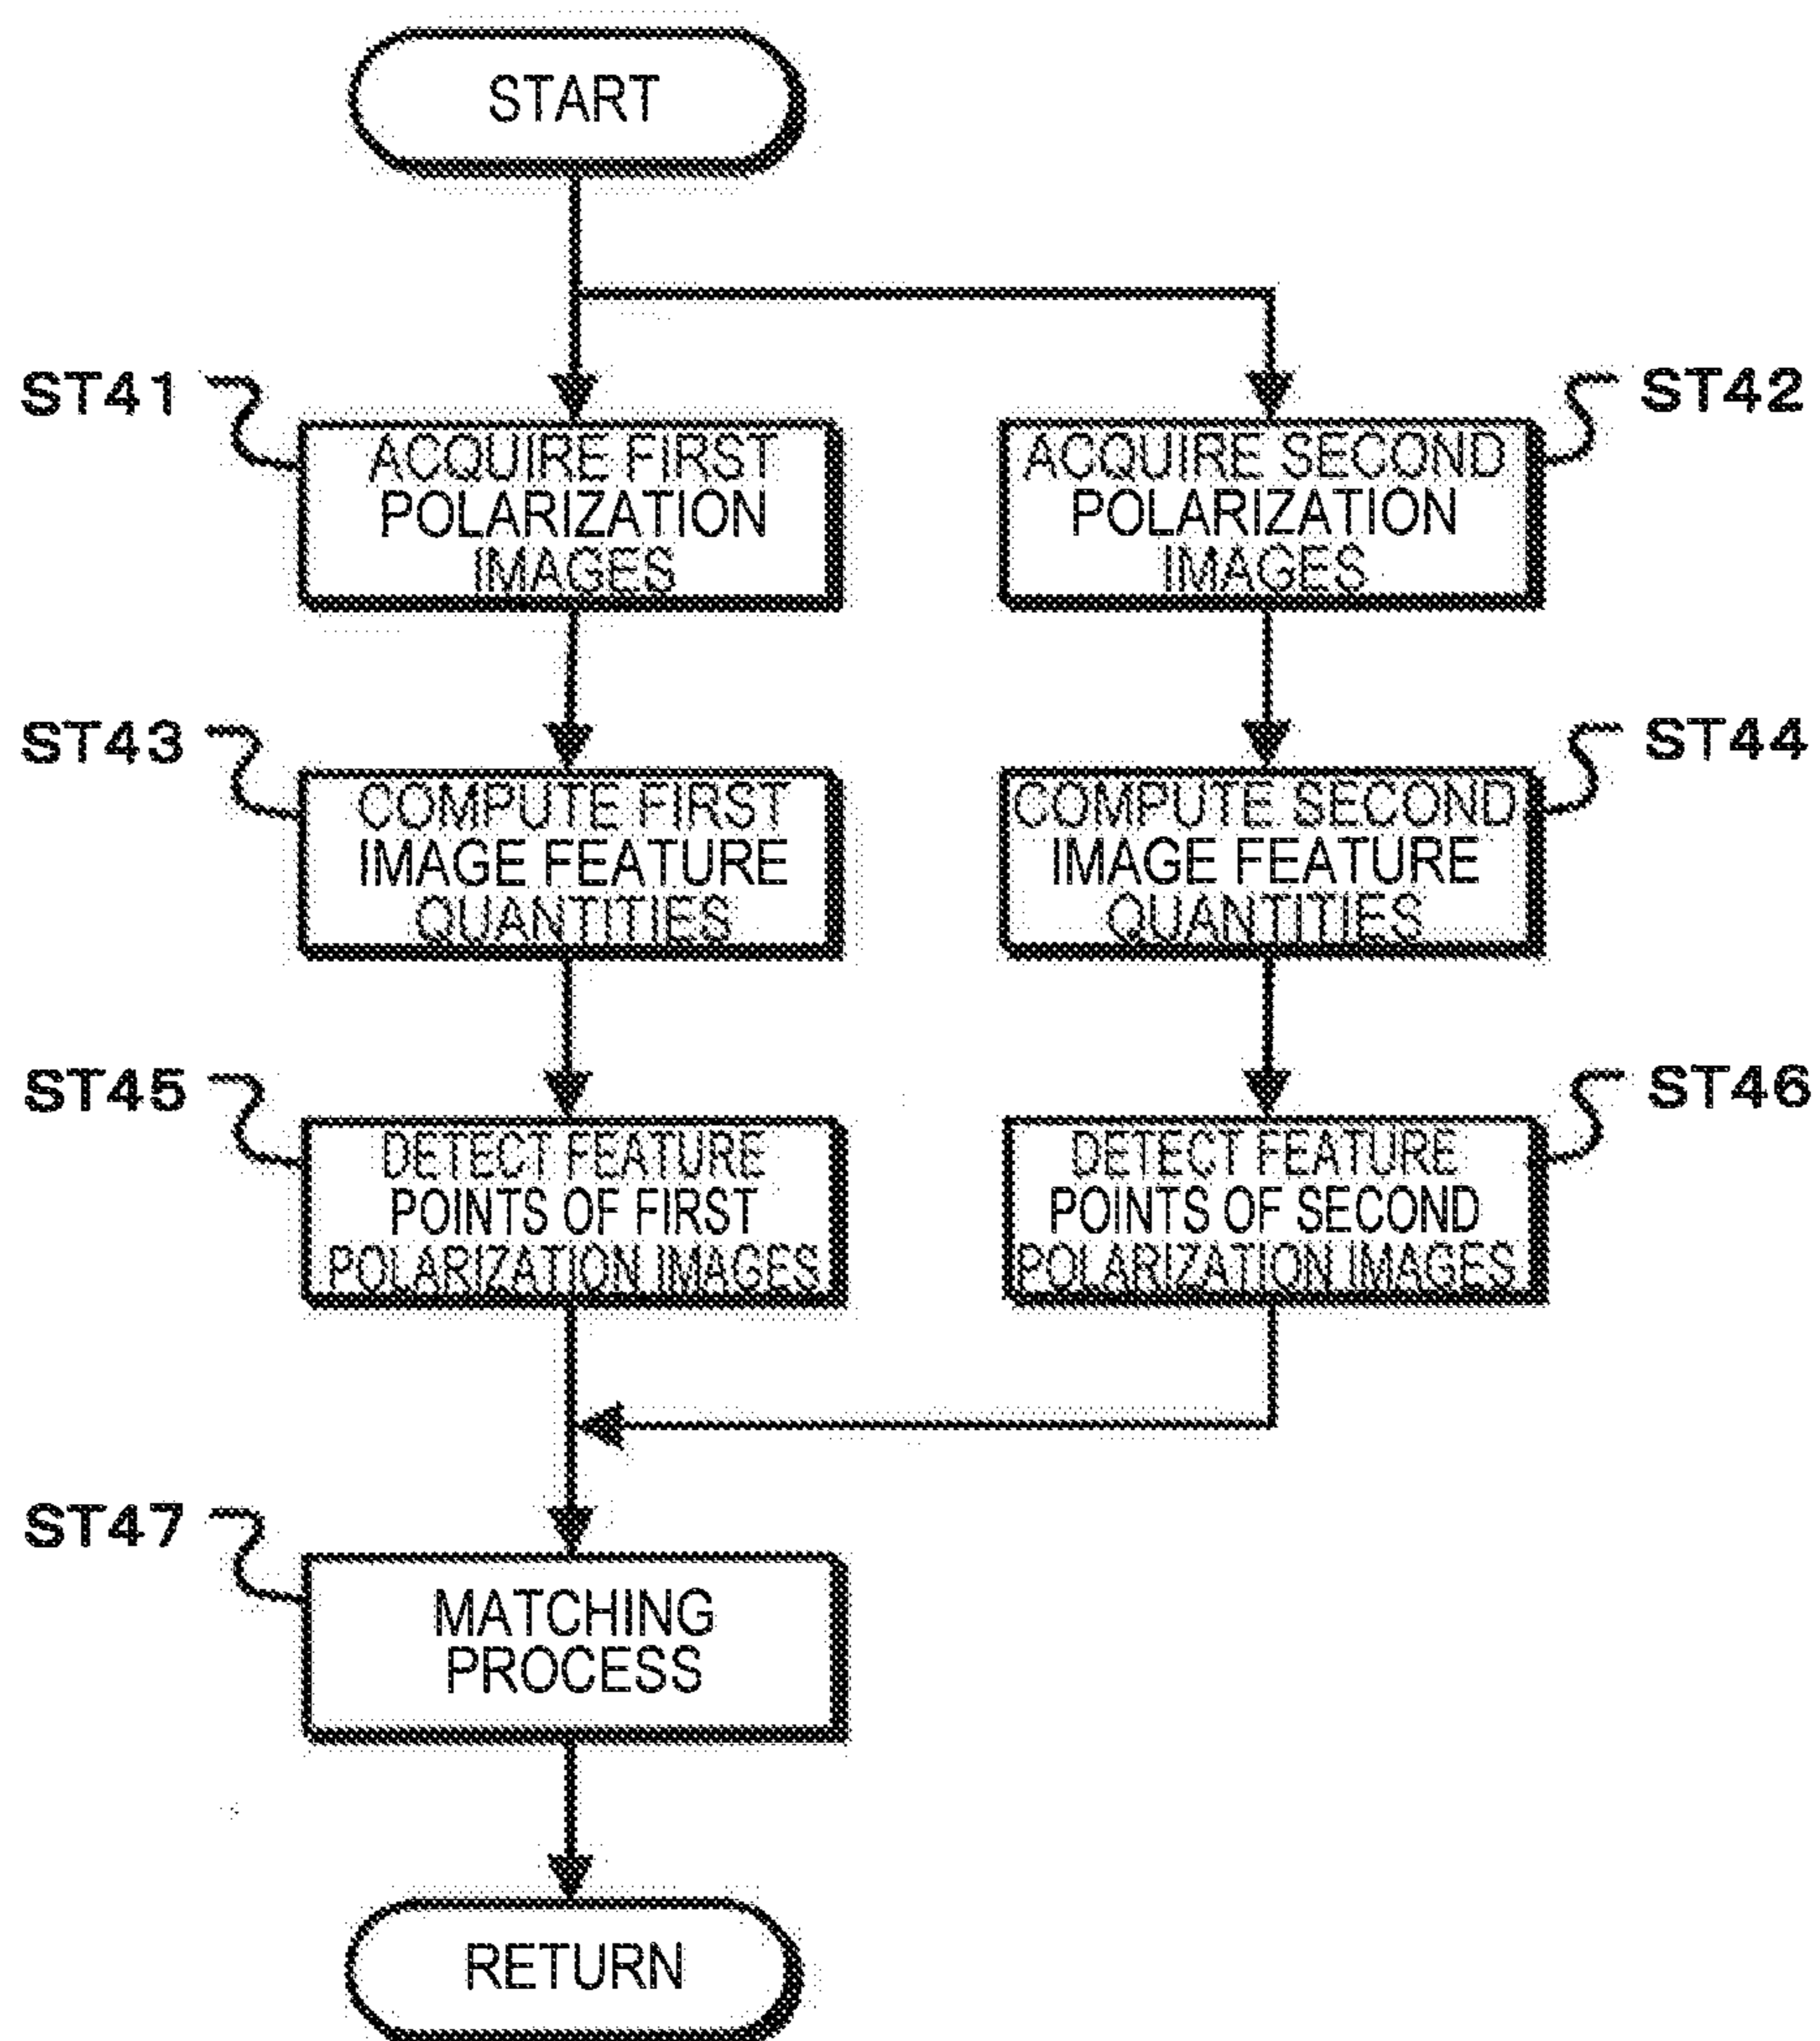 START
ST41
ACQUIRE FIRST
POLARIZATION
IMAGES
ST42
ACQUIRE SECOND
POLARIZATION
IMAGES
ST43
COMPUTE FIRST
IMAGE FEATURE
QUANTITIES
ST44
COMPUTE SECOND
IMAGE FEATURE
QUANTITIES
ST45
DETECT FEATURE
POINTS OF FIRST
POLARIZATION IMAGES
ST46
DETECT FEATURE
POINTS OF SECOND
POLARIZATION IMAGES
ST47
MATCHING
PROCESS
RETURN